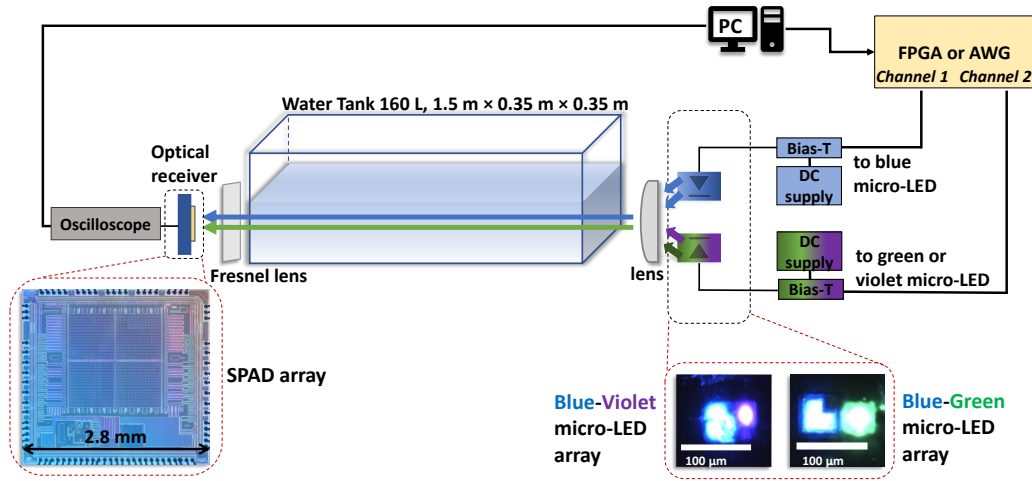 PC
FPGA or AWG
Channel 1 Channel 2
Water Tank 160 L, 1.5 m × 0.35 m × 0.35 m
Optical
receiver
Bias-T
to blue
micro-LED
DC
supply
Oscilloscope
Fresnel lens
lens
DC
supply
to green or
violet micro-LED
Bias-T
SPAD array
2.8 mm
Blue-Violet
micro-LED
array
100 µm
100 µm
Blue-Green
micro-LED
array